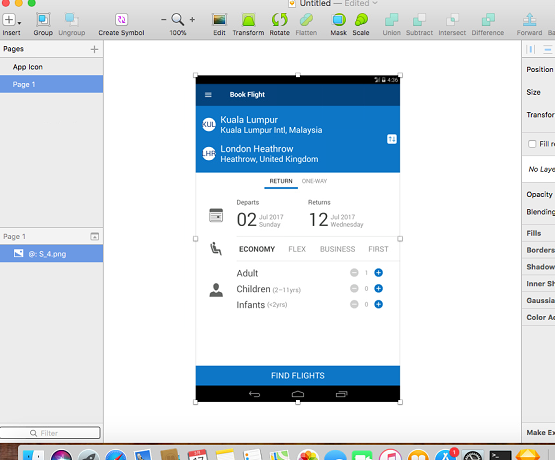 Untitled — Edited
Insert
Group
Ungroup
Create Symbol
100%
Edit
Transform
Rotate
Flatten
Mask
Scale
Union
Subtract
Intersect
Difference
Forward
Pages
App Icon
Page 1
Page 1
@: S_4.png
Filter
4:36
Book Flight
KUL
Kuala Lumpur
Kuala Lumpur Intl, Malaysia
LHR
London Heathrow
Heathrow, United Kingdom
RETURN ONE-WAY
Departs Returns
02 Jul 2017 Sunday
12 Jul 2017 Wednesday
ECONOMY FLEX BUSINESS FIRST
Adult 1
Children (2–11yrs) 0
Infants (<2yrs) 0
FIND FLIGHTS
Position
Size
Transfor
Fill re
No Laye
Opacity
Blending
Fills
Borders
Shadow
Inner Sh
Gaussia
Color Ad
Make Ex
17
1